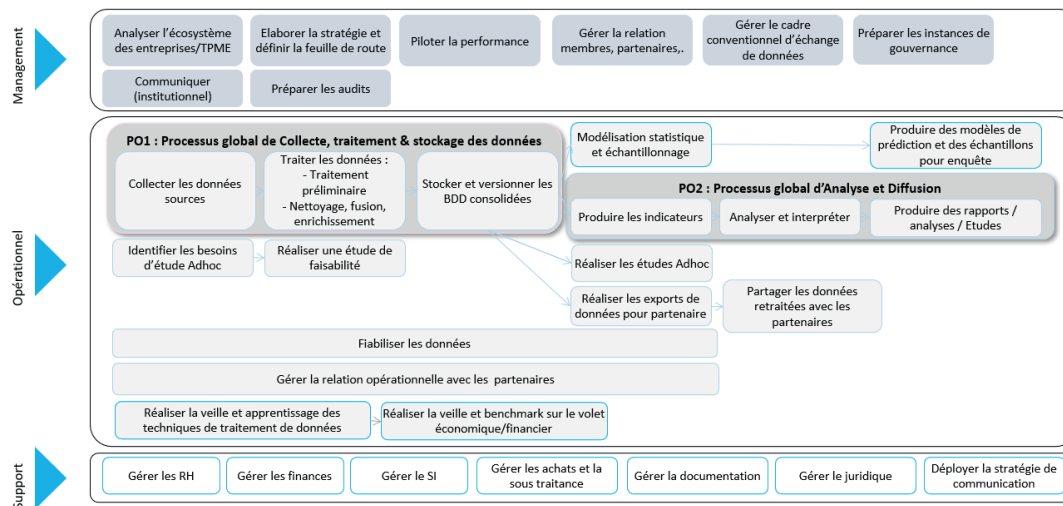 Management
Analyser l'écosystème
des entreprises/TPME
Elaborer la stratégie et
définir la feuille de route
Piloter la performance
Gérer la relation
membres, partenaires,.
Gérer le cadre
conventionnel d'échange
de données
Préparer les instances de
gouvernance
Communiquer
(institutionnel)
Préparer les audits
Opérationnel
PO1 : Processus global de Collecte, traitement & stockage des données
Collecter les données
sources
Traiter les données :
- Traitement
préliminaire
- Nettoyage, fusion,
enrichissement
Stocker et versionner les
BDD consolidées
Modélisation statistique
et échantillonnage
Produire des modèles de
prédiction et des échantillons
pour enquête
PO2 : Processus global d'Analyse et Diffusion
Produire les indicateurs
Analyser et interpréter
Produire des rapports /
analyses / Etudes
Identifier les besoins
d'étude Adhoc
Réaliser une étude de
faisabilité
Réaliser les études Adhoc
Réaliser les exports de
données pour partenaire
Partager les données
retraitées avec les
partenaires
Fiabiliser les données
Gérer la relation opérationnelle avec les partenaires
Réaliser la veille et apprentissage des
techniques de traitement de données
Réaliser la veille et benchmark sur le volet
économique/financier
Support
Gérer les RH
Gérer les finances
Gérer le SI
Gérer les achats et la
sous traitance
Gérer la documentation
Gérer le juridique
Déployer la stratégie de
communication